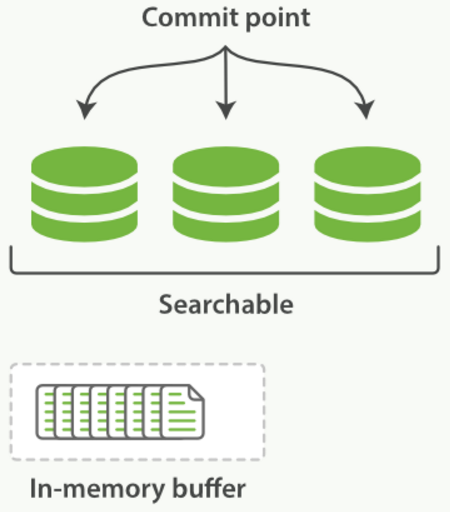 Commit point
Searchable
In-memory buffer